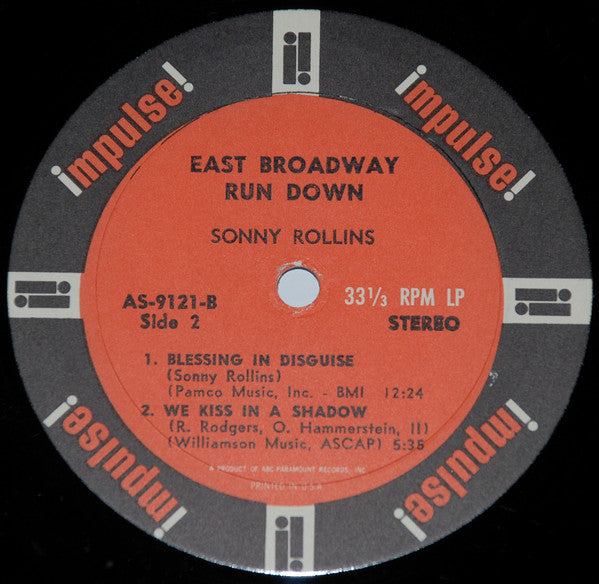 impulse!
impulse!
EAST BROADWAY
RUN DOWN
SONNY ROLLINS
AS-9121-B
Side 2
33⅓ RPM LP
STEREO
1. BLESSING IN DISGUISE
(Sonny Rollins)
(Pamco Music, Inc. - BMI 12:24
2. WE KISS IN A SHADOW
(R. Rodgers, O. Hammerstein, II)
(Williamson Music, ASCAP) 5:35
A PRODUCT OF ABC-PARAMOUNT RECORDS, INC.
PRINTED IN U.S.A.
impulse!
impulse!